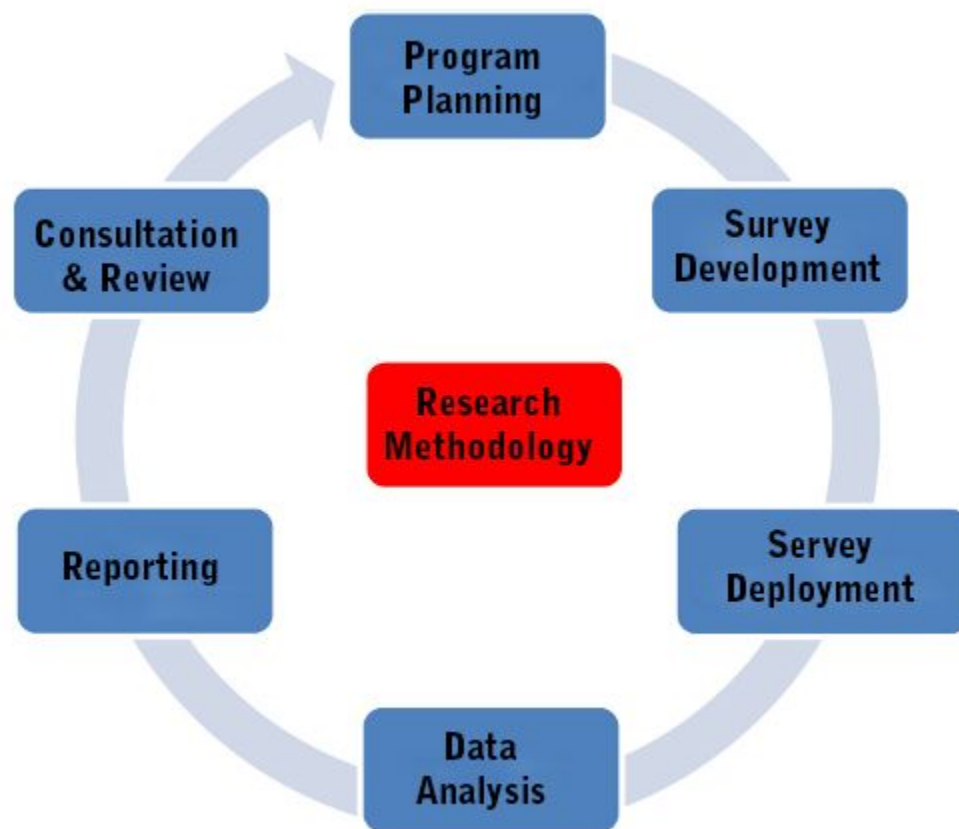 Program
Planning
Survey
Development
Servey
Deployment
Data
Analysis
Reporting
Consultation
& Review
Research
Methodology